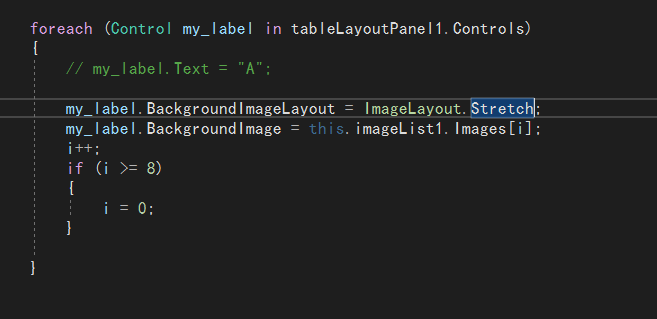 foreach (Control my_label in tableLayoutPanel1.Controls)
{
// my_label.Text = "A";
my_label.BackgroundImageLayout = ImageLayout.Stretch;
my_label.BackgroundImage = this.imageList1.Images[i];
i++;
if (i >= 8)
{
i = 0;
}
}